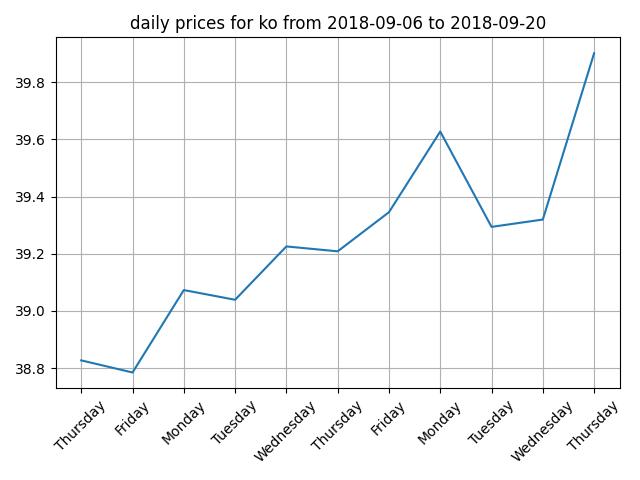 daily prices for ko from 2018-09-06 to 2018-09-20
39.8
39.6
39.4
39.2
39.0
38.8
Thursday
Friday
Monday
Tuesday
Wednesday
Thursday
Friday
Monday
Tuesday
Wednesday
Thursday